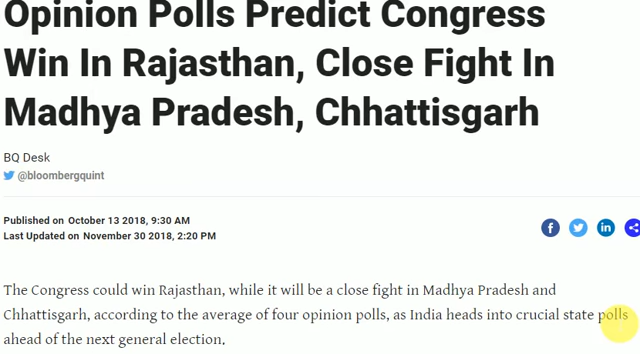 Opinion Polls Predict Congress
Win In Rajasthan, Close Fight In
Madhya Pradesh, Chhattisgarh
BQ Desk
@bloombergquint
Published on October 13 2018, 9:30 AM
Last Updated on November 30 2018, 2:20 PM
The Congress could win Rajasthan, while it will be a close fight in Madhya Pradesh and
Chhattisgarh, according to the average of four opinion polls, as India heads into crucial state polls
ahead of the next general election.